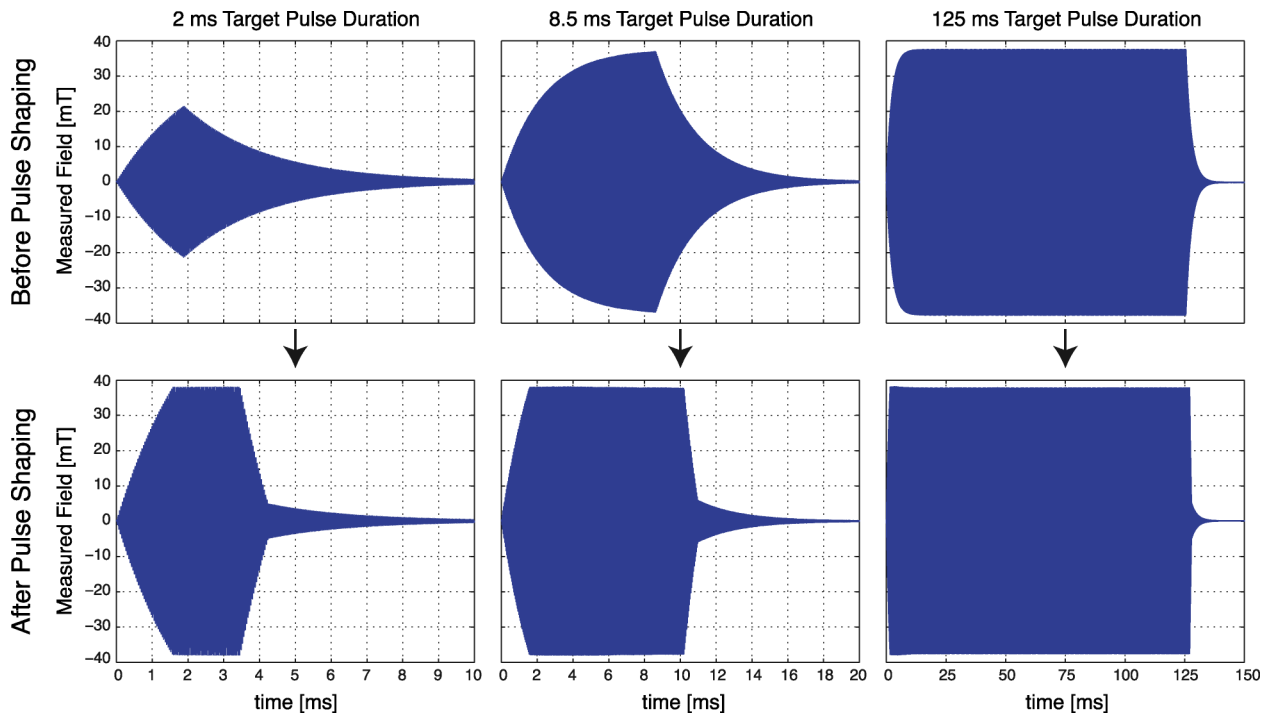 2 ms Target Pulse Duration
8.5 ms Target Pulse Duration
125 ms Target Pulse Duration
Before Pulse Shaping
Measured Field [mT]
40
30
20
10
0
−10
−20
−30
−40
After Pulse Shaping
Measured Field [mT]
40
30
20
10
0
−10
−20
−30
−40
0 1 2 3 4 5 6 7 8 9 10
0 2 4 6 8 10 12 14 16 18 20
0 25 50 75 100 125 150
time [ms]
time [ms]
time [ms]